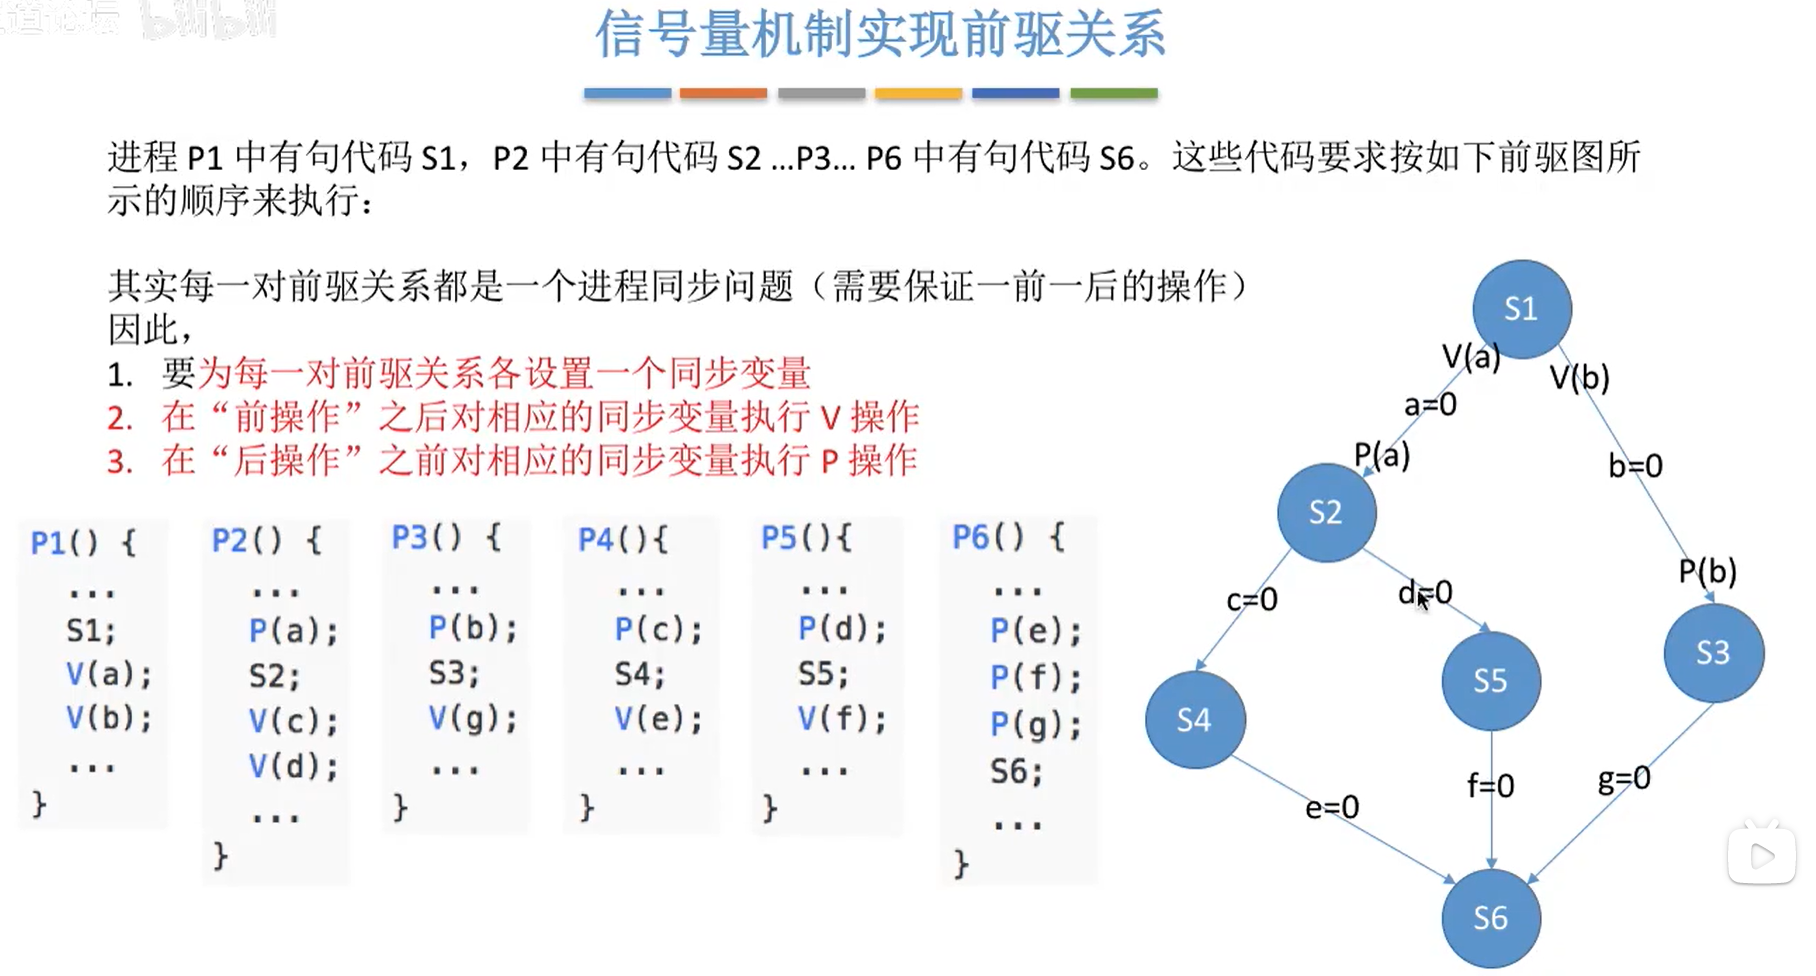 信号量机制实现前驱关系
进程 P1 中有句代码 S1，P2 中有句代码 S2 ...P3... P6 中有句代码 S6。这些代码要求按如下前驱图所
示的顺序来执行：
其实每一对前驱关系都是一个进程同步问题（需要保证一前一后的操作）
因此，
1. 要为每一对前驱关系各设置一个同步变量
2. 在“前操作”之后对相应的同步变量执行 V 操作
3. 在“后操作”之前对相应的同步变量执行 P 操作
P1() {
...
S1;
V(a);
V(b);
...
}
P2() {
...
P(a);
S2;
V(c);
V(d);
...
}
P3() {
...
P(b);
S3;
V(g);
...
}
P4(){
...
P(c);
S4;
V(e);
...
}
P5(){
...
P(d);
S5;
V(f);
...
}
P6() {
...
P(e);
P(f);
P(g);
S6;
...
}
S1
V(a)
V(b)
a=0
P(a)
b=0
S2
P(b)
c=0
d=0
S3
S5
S4
f=0
g=0
e=0
S6